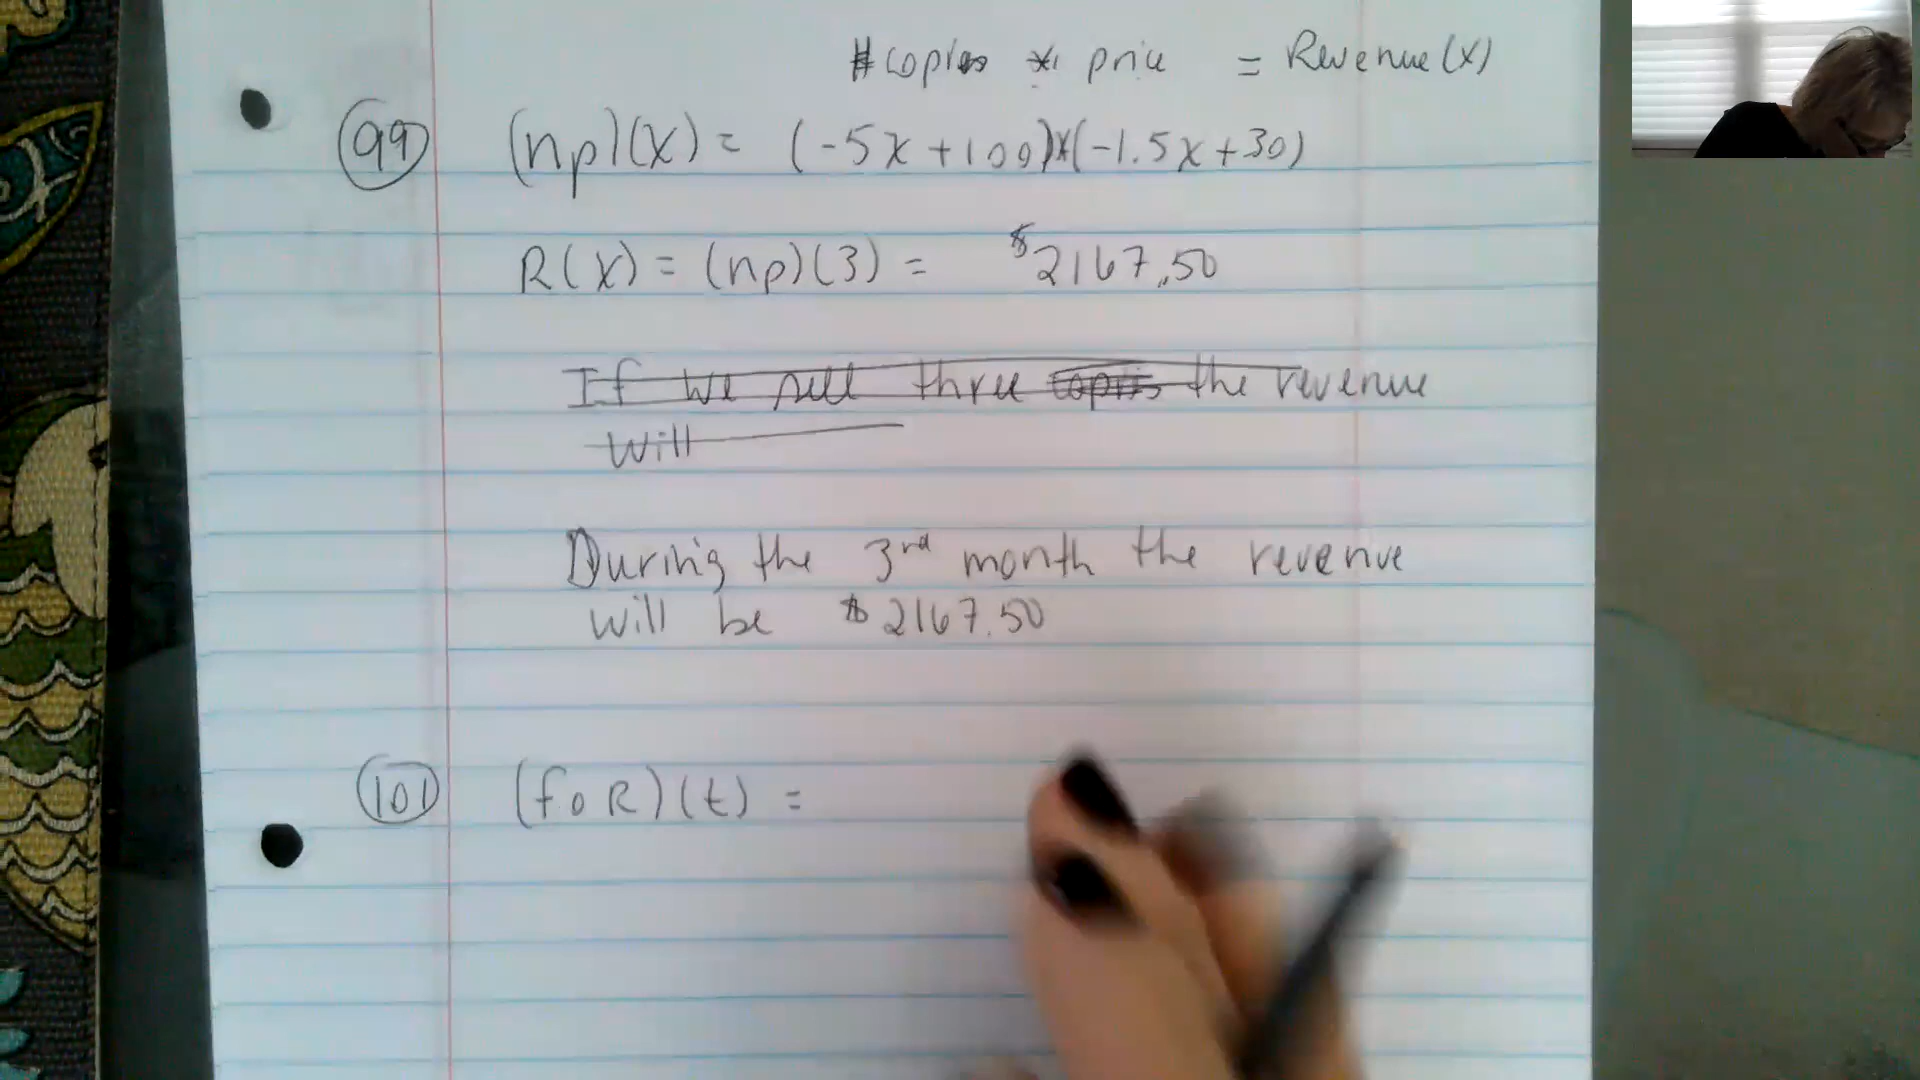 #copies * price = Revenue(x)
99 (np)(x) = (-5x+100)*(-1.5x+30)
R(x) = (np)(3) = $2167.50
If we sell three copies the revenue
will
During the 3rd month the revenue
will be $2167.50
101 (f o R)(t) =